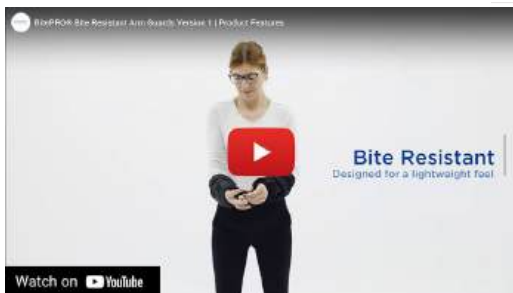 BitePRO® Bite Resistant Arm Guards Version 1 | Product Features
Bite Resistant
Designed for a lightweight feel
Watch on YouTube